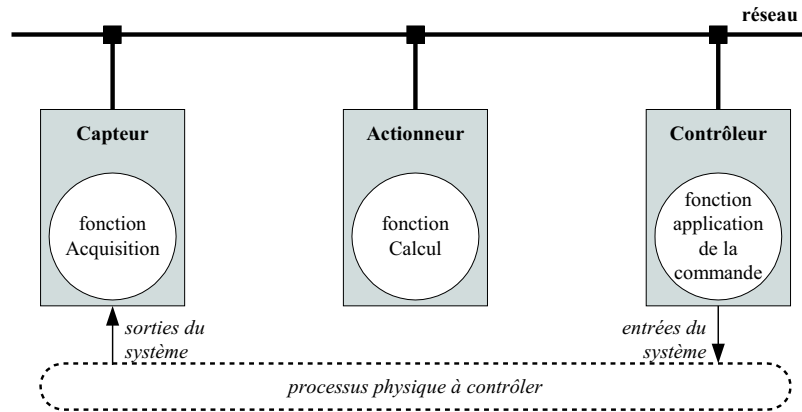 réseau
Capteur
Actionneur
Contrôleur
fonction
Acquisition
fonction
Calcul
fonction
application
de la
commande
sorties du
système
entrées du
système
processus physique à contrôler